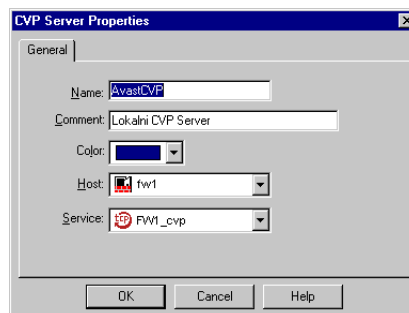 CVP Server Properties
General
Name: AvastCVP
Comment: Lokalni CVP Server
Color:
Host: fw1
Service: FW1_cvp
OK Cancel Help